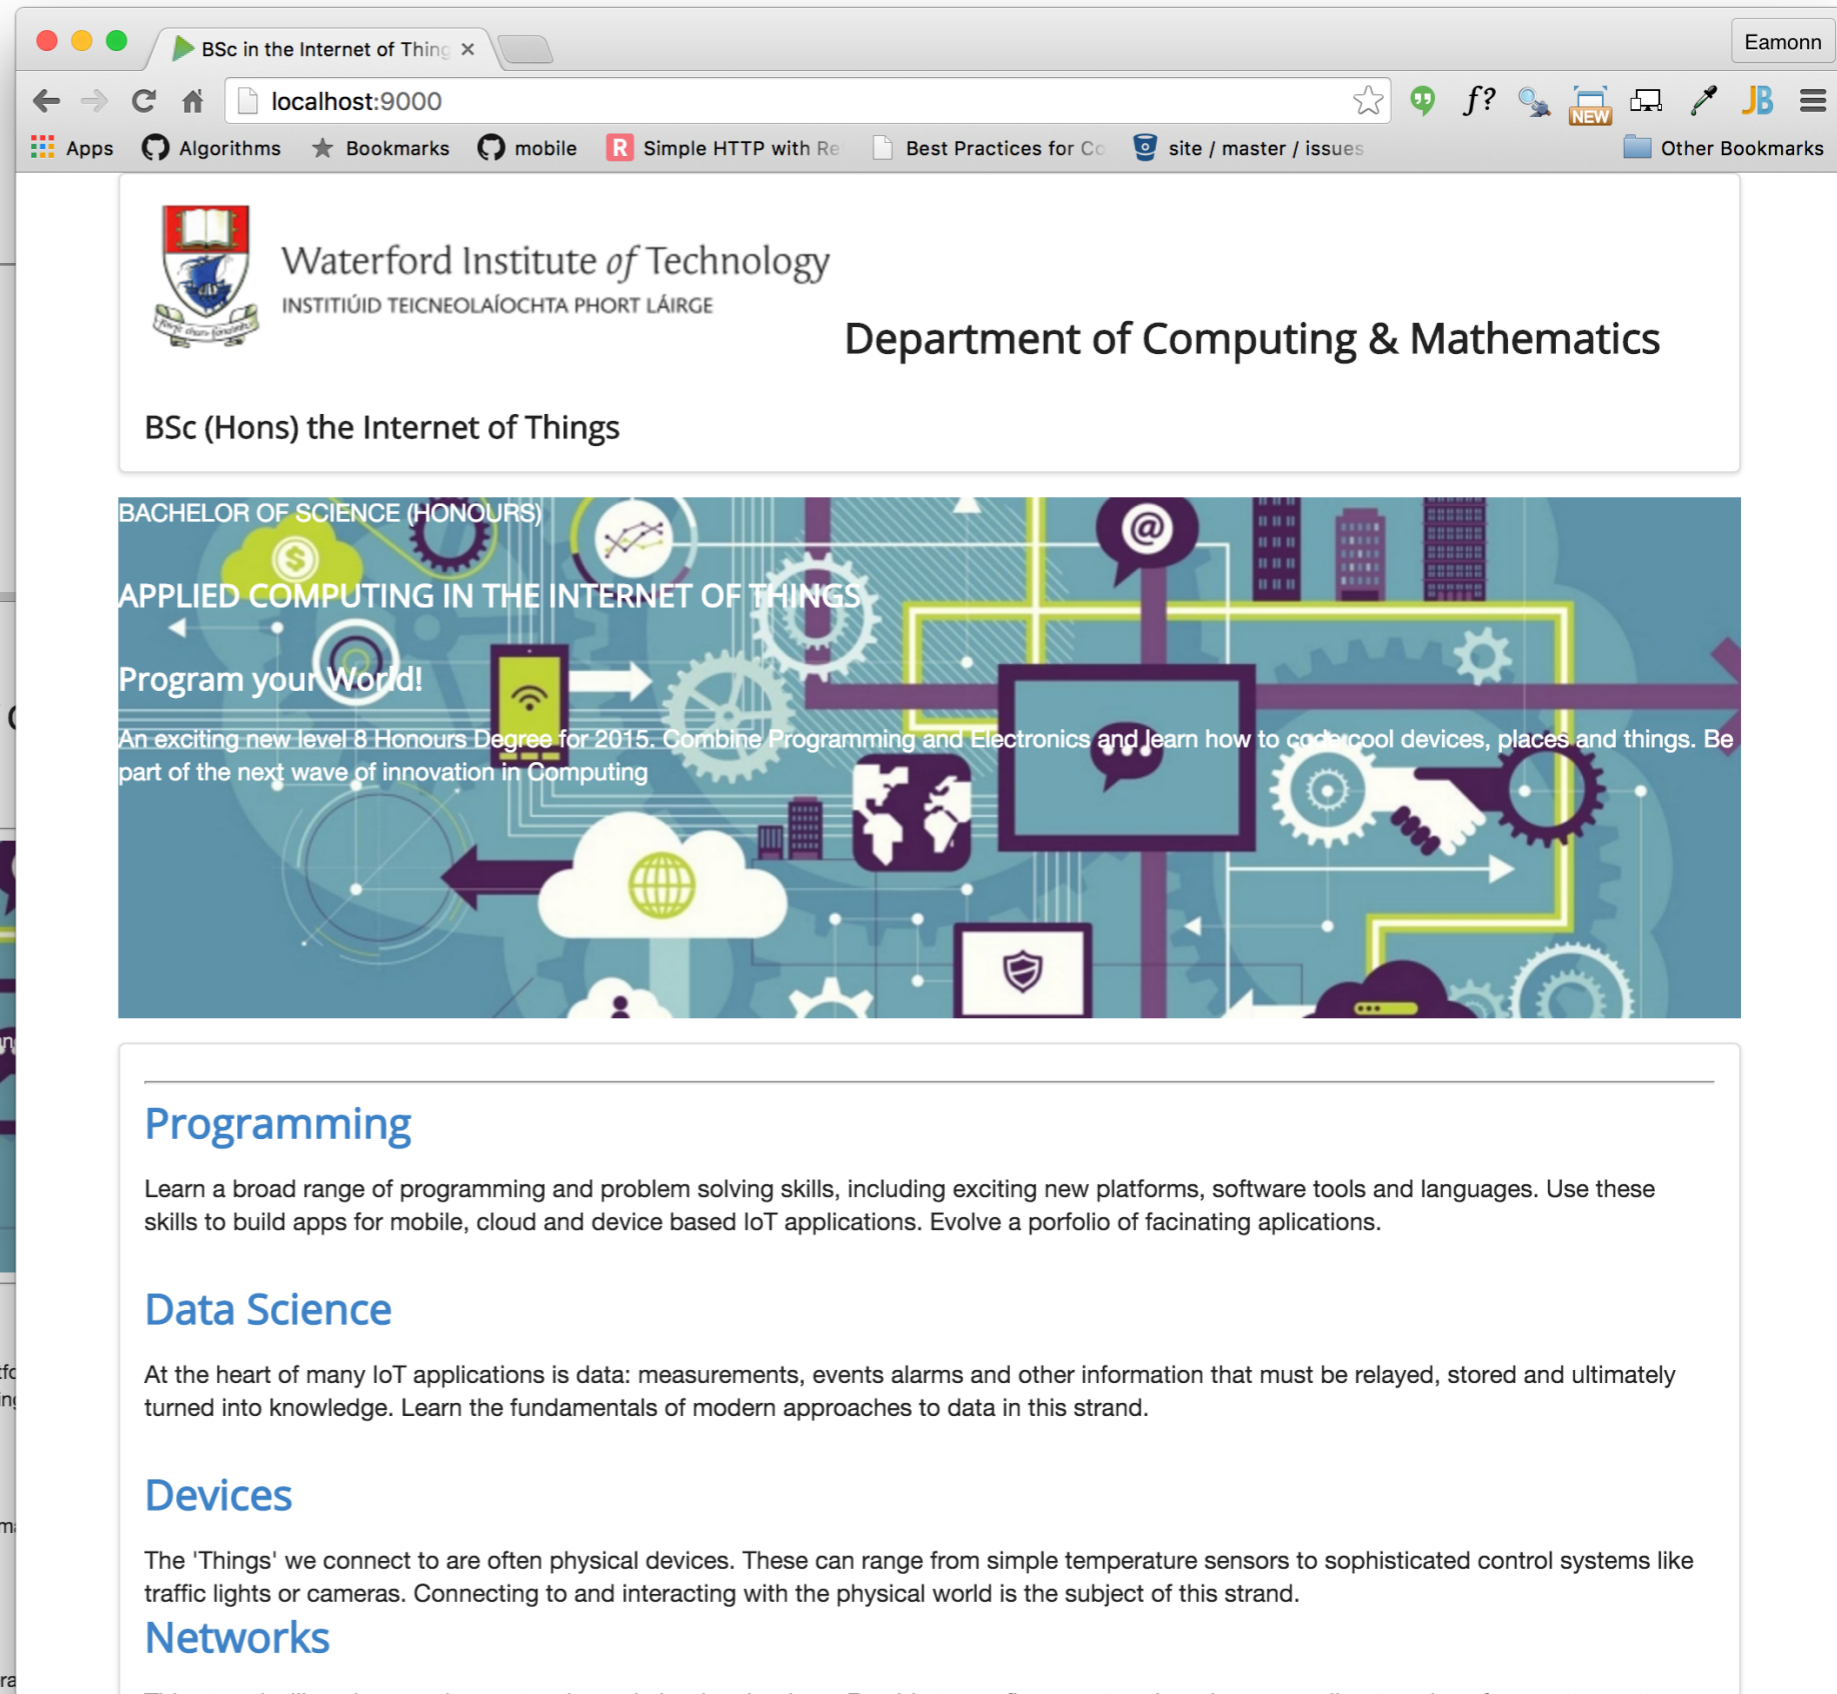 BSc in the Internet of Thing
Eamonn
localhost:9000
f?
NEW
JB
Apps
Algorithms
Bookmarks
mobile
R
Simple HTTP with Re
Best Practices for Co
site / master / issues
Other Bookmarks
Waterford Institute of Technology
INSTITIÚID TEICNEOLAÍOCHTA PHORT LÁIRGE
Department of Computing & Mathematics
BSc (Hons) the Internet of Things
BACHELOR OF SCIENCE (HONOURS)
APPLIED COMPUTING IN THE INTERNET OF THINGS
Program your World!
An exciting new level 8 Honours Degree for 2015. Combine Programming and Electronics and learn how to code cool devices, places and things. Be
part of the next wave of innovation in Computing
Programming
Learn a broad range of programming and problem solving skills, including exciting new platforms, software tools and languages. Use these
skills to build apps for mobile, cloud and device based IoT applications. Evolve a porfolio of facinating aplications.
Data Science
At the heart of many IoT applications is data: measurements, events alarms and other information that must be relayed, stored and ultimately
turned into knowledge. Learn the fundamentals of modern approaches to data in this strand.
Devices
The 'Things' we connect to are often physical devices. These can range from simple temperature sensors to sophisticated control systems like
traffic lights or cameras. Connecting to and interacting with the physical world is the subject of this strand.
Networks